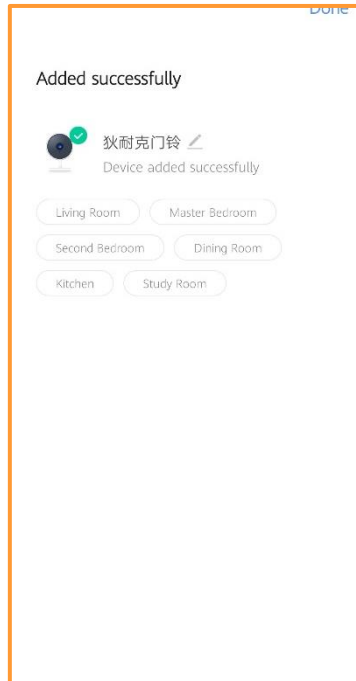 Done
Added successfully
狄耐克门铃
Device added successfully
Living Room Master Bedroom
Second Bedroom Dining Room
Kitchen Study Room